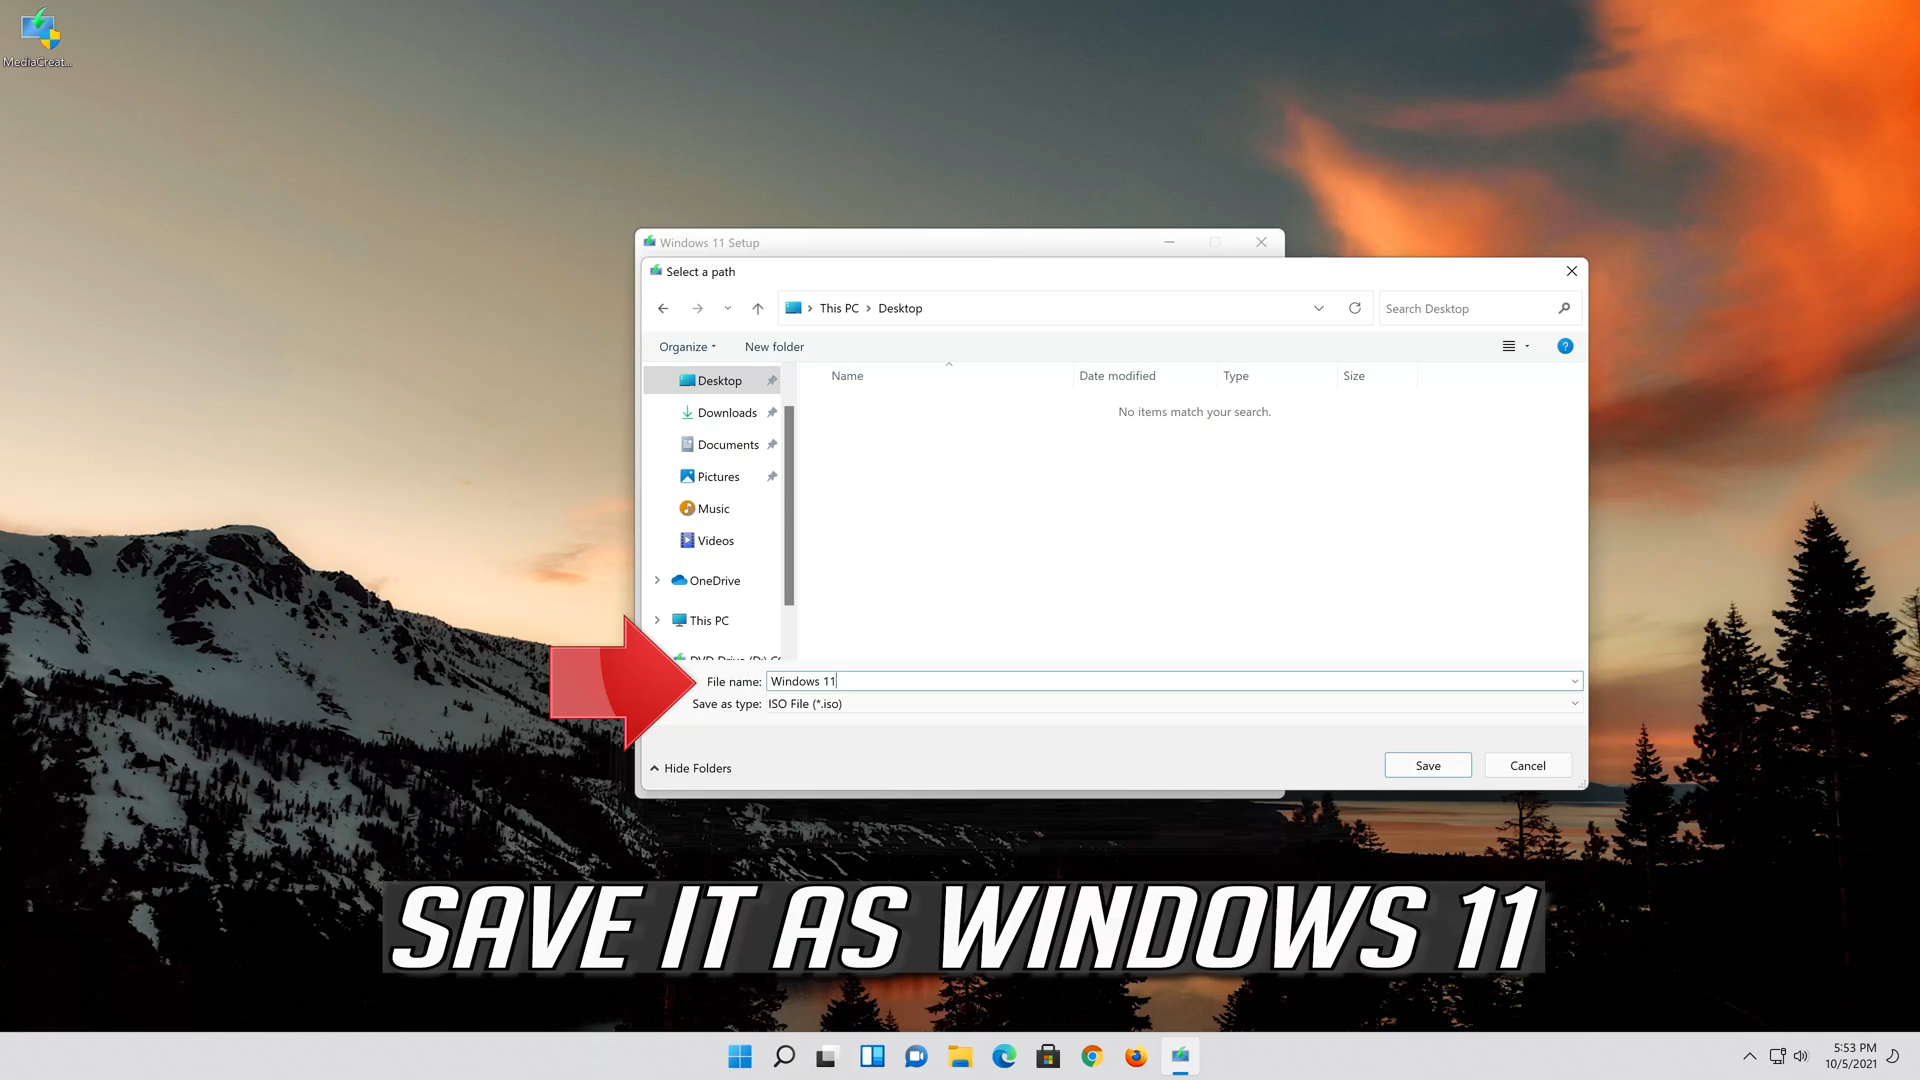 MediaCreat...
Windows 11 Setup
Select a path
This PC
Desktop
Search Desktop
Organize
New folder
Name
Date modified
Type
Size
No items match your search.
Desktop
Downloads
Documents
Pictures
Music
Videos
OneDrive
This PC
File name:
Windows 11
Save as type:
ISO File (*.iso)
Hide Folders
Save
Cancel
SAVE IT AS WINDOWS 11
5:53 PM
10/5/2021